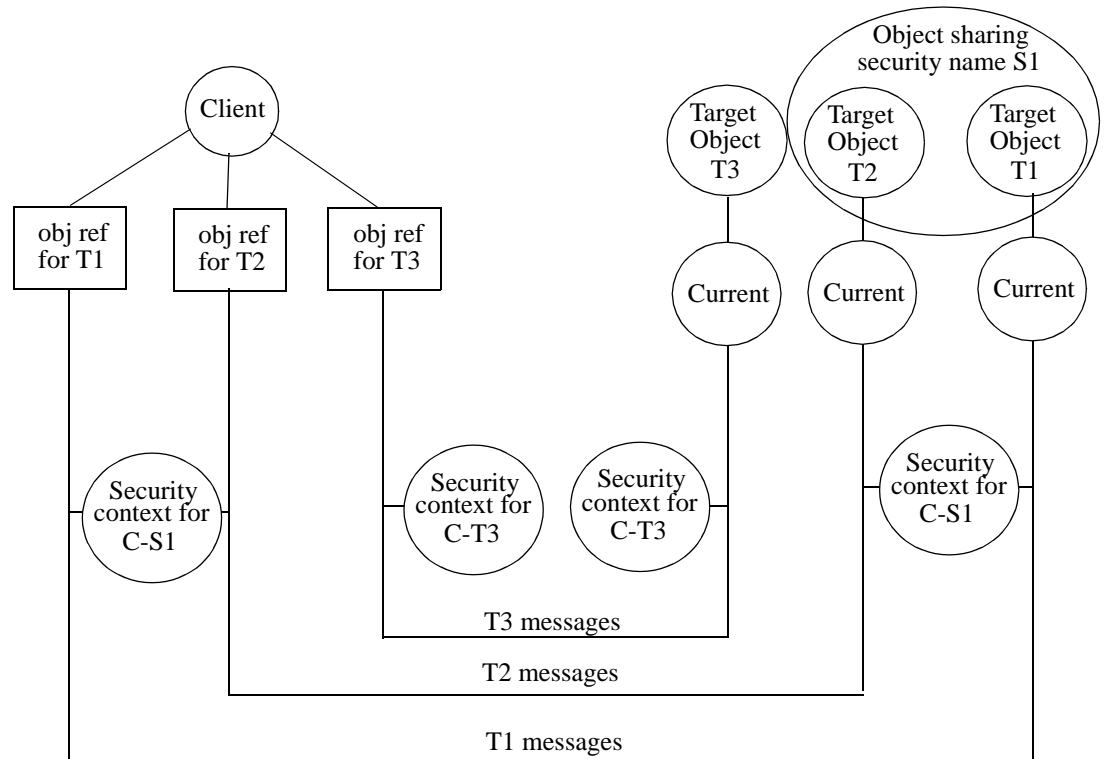 Object sharing
security name S1
Client
Target
Object
T3
Target
Object
T2
Target
Object
T1
obj ref
for T1
obj ref
for T2
obj ref
for T3
Current
Current
Current
Security
context for
C-S1
Security
context for
C-T3
Security
context for
C-T3
Security
context for
C-S1
T3 messages
T2 messages
T1 messages